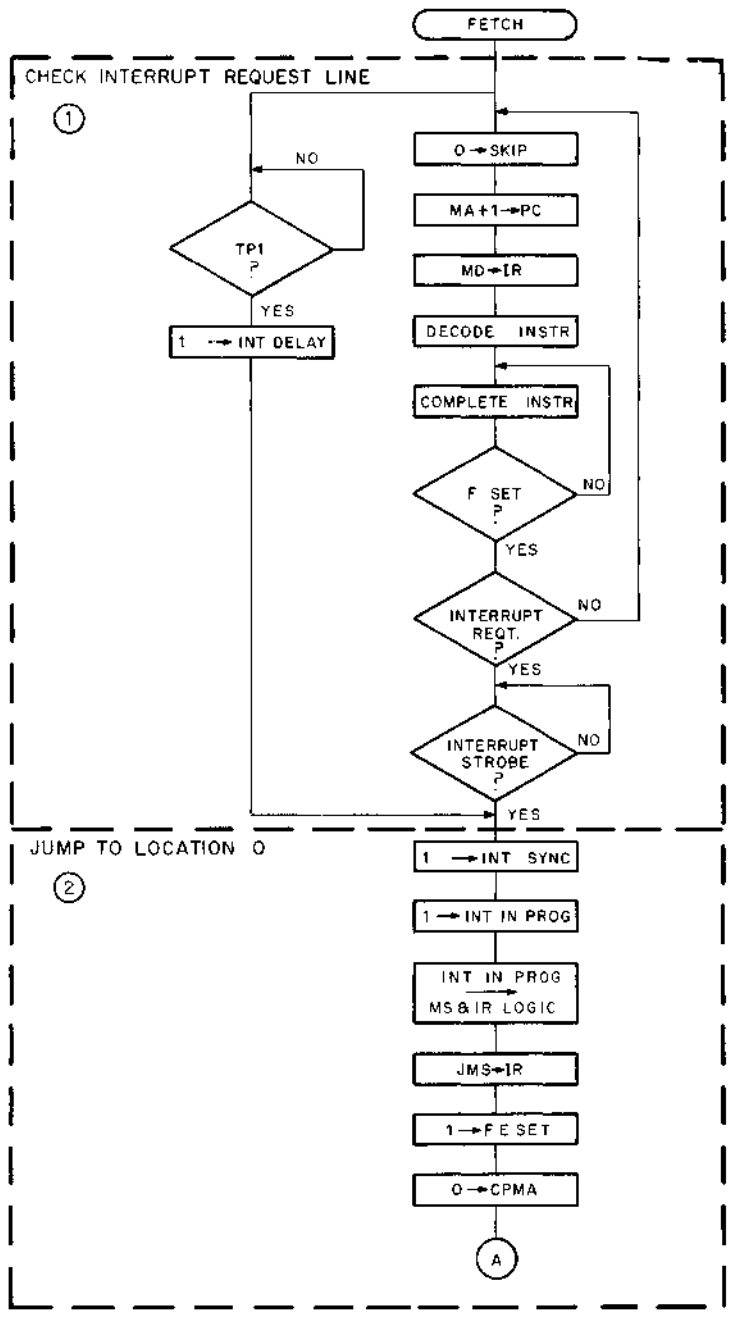 FETCH
CHECK INTERRUPT REQUEST LINE
1
0→SKIP
NO
MA+1→PC
TP1
?
MD→IR
YES
1 →INT DELAY
DECODE INSTR
COMPLETE INSTR
F SET
?
NO
YES
INTERRUPT
REQT.
?
NO
YES
INTERRUPT
STROBE
?
NO
YES
JUMP TO LOCATION 0
2
1 →INT SYNC
1→INT IN PROG
INT IN PROG
→
MS&IR LOGIC
JMS→IR
1→F E SET
0→CPMA
A